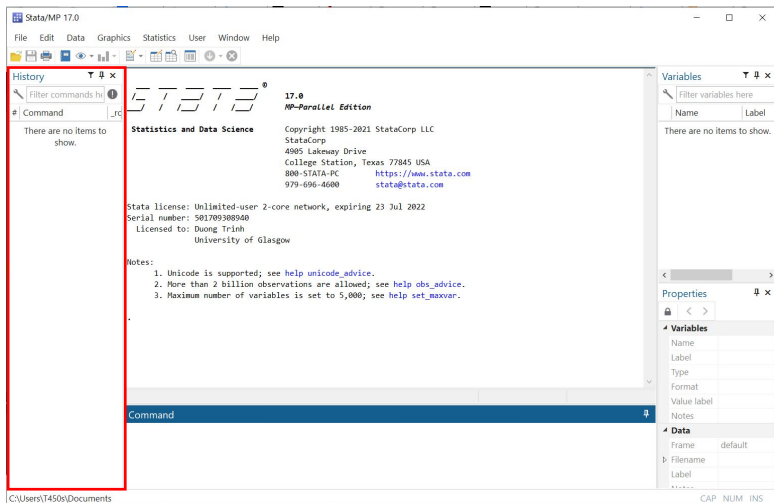 Stata/MP 17.0
File Edit Data Graphics Statistics User Window Help
History
Filter commands he
# Command _rc
There are no items to
show.
®
17.0
MP—Parallel Edition
Statistics and Data Science Copyright 1985-2021 StataCorp LLC
StataCorp
4905 Lakeway Drive
College Station, Texas 77845 USA
800-STATA-PC https://www.stata.com
979-696-4600 stata@stata.com
Stata license: Unlimited-user 2-core network, expiring 23 Jul 2022
Serial number: 501709308940
Licensed to: Duong Trinh
University of Glasgow
Notes:
1. Unicode is supported; see help unicode_advice.
2. More than 2 billion observations are allowed; see help obs_advice.
3. Maximum number of variables is set to 5,000; see help set_maxvar.
.
Command
Variables
Filter variables here
Name Label
There are no items to show.
Properties
Variables
Name
Label
Type
Format
Value label
Notes
Data
Frame default
Filename
Label
C:\Users\T450s\Documents
CAP NUM INS